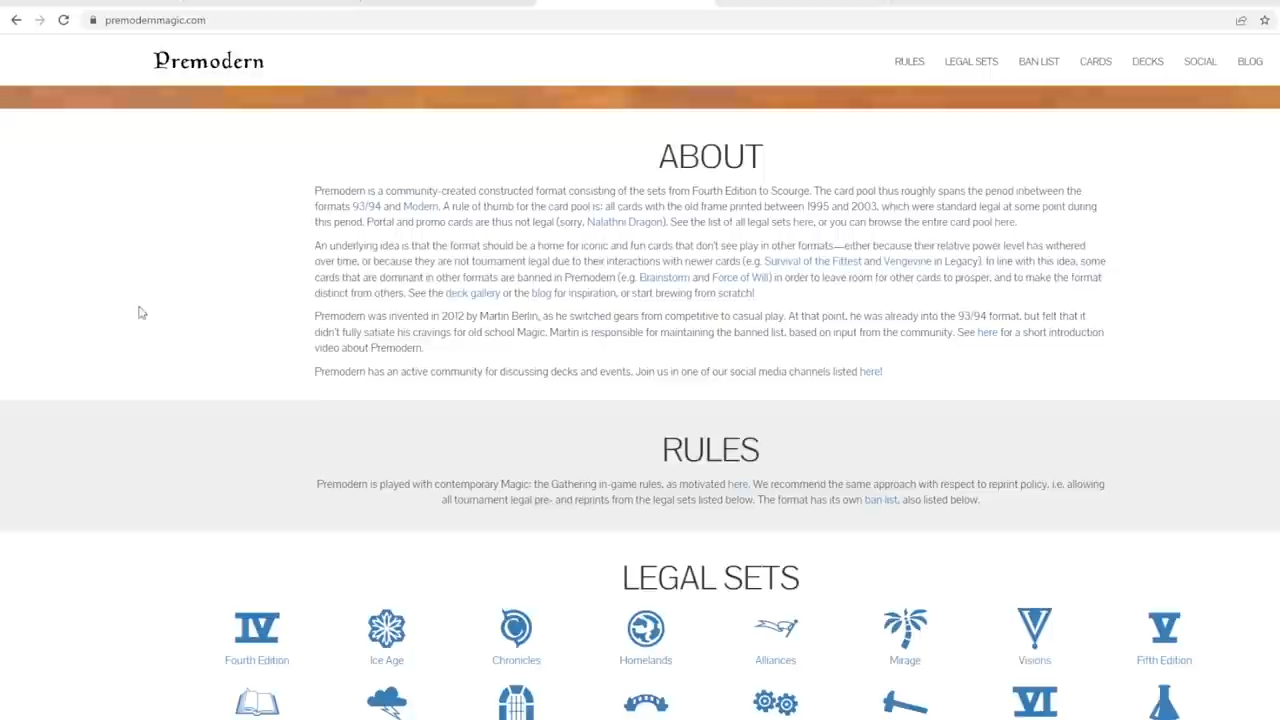 premodernmagic.com
Premodern
RULES LEGAL SETS BAN LIST CARDS DECKS SOCIAL BLOG
ABOUT
Premodern is a community-created constructed format consisting of the sets from Fourth Edition to Scourge. The card pool thus roughly spans the period inbetween the
formats 93/94 and Modern. A rule of thumb for the card pool is: all cards with the old frame printed between 1995 and 2003, which were standard legal at some point during
this period. Portal and promo cards are thus not legal (sorry, Nalathni Dragon). See the list of all legal sets here, or you can browse the entire card pool here.
An underlying idea is that the format should be a home for iconic and fun cards that don't see play in other formats—either because their relative power level has withered
over time, or because they are not tournament legal due to their interactions with newer cards (e.g. Survival of the Fittest and Vengevine in Legacy). In line with this idea, some
cards that are dominant in other formats are banned in Premodern (e.g. Brainstorm and Force of Will) in order to leave room for other cards to prosper, and to make the format
distinct from others. See the deck gallery or the blog for inspiration, or start brewing from scratch!
Premodern was invented in 2012 by Martin Berlin, as he switched gears from competitive to casual play. At that point, he was already into the 93/94 format, but felt that it
didn't fully satiate his cravings for old school Magic. Martin is responsible for maintaining the banned list, based on input from the community. See here for a short introduction
video about Premodern.
Premodern has an active community for discussing decks and events. Join us in one of our social media channels listed here!
RULES
Premodern is played with contemporary Magic: the Gathering in-game rules, as motivated here. We recommend the same approach with respect to reprint policy, i.e. allowing
all tournament legal pre- and reprints from the legal sets listed below. The format has its own ban list, also listed below.
LEGAL SETS
IV V V
Fourth Edition Ice Age Chronicles Homelands Alliances Mirage Visions Fifth Edition
VI